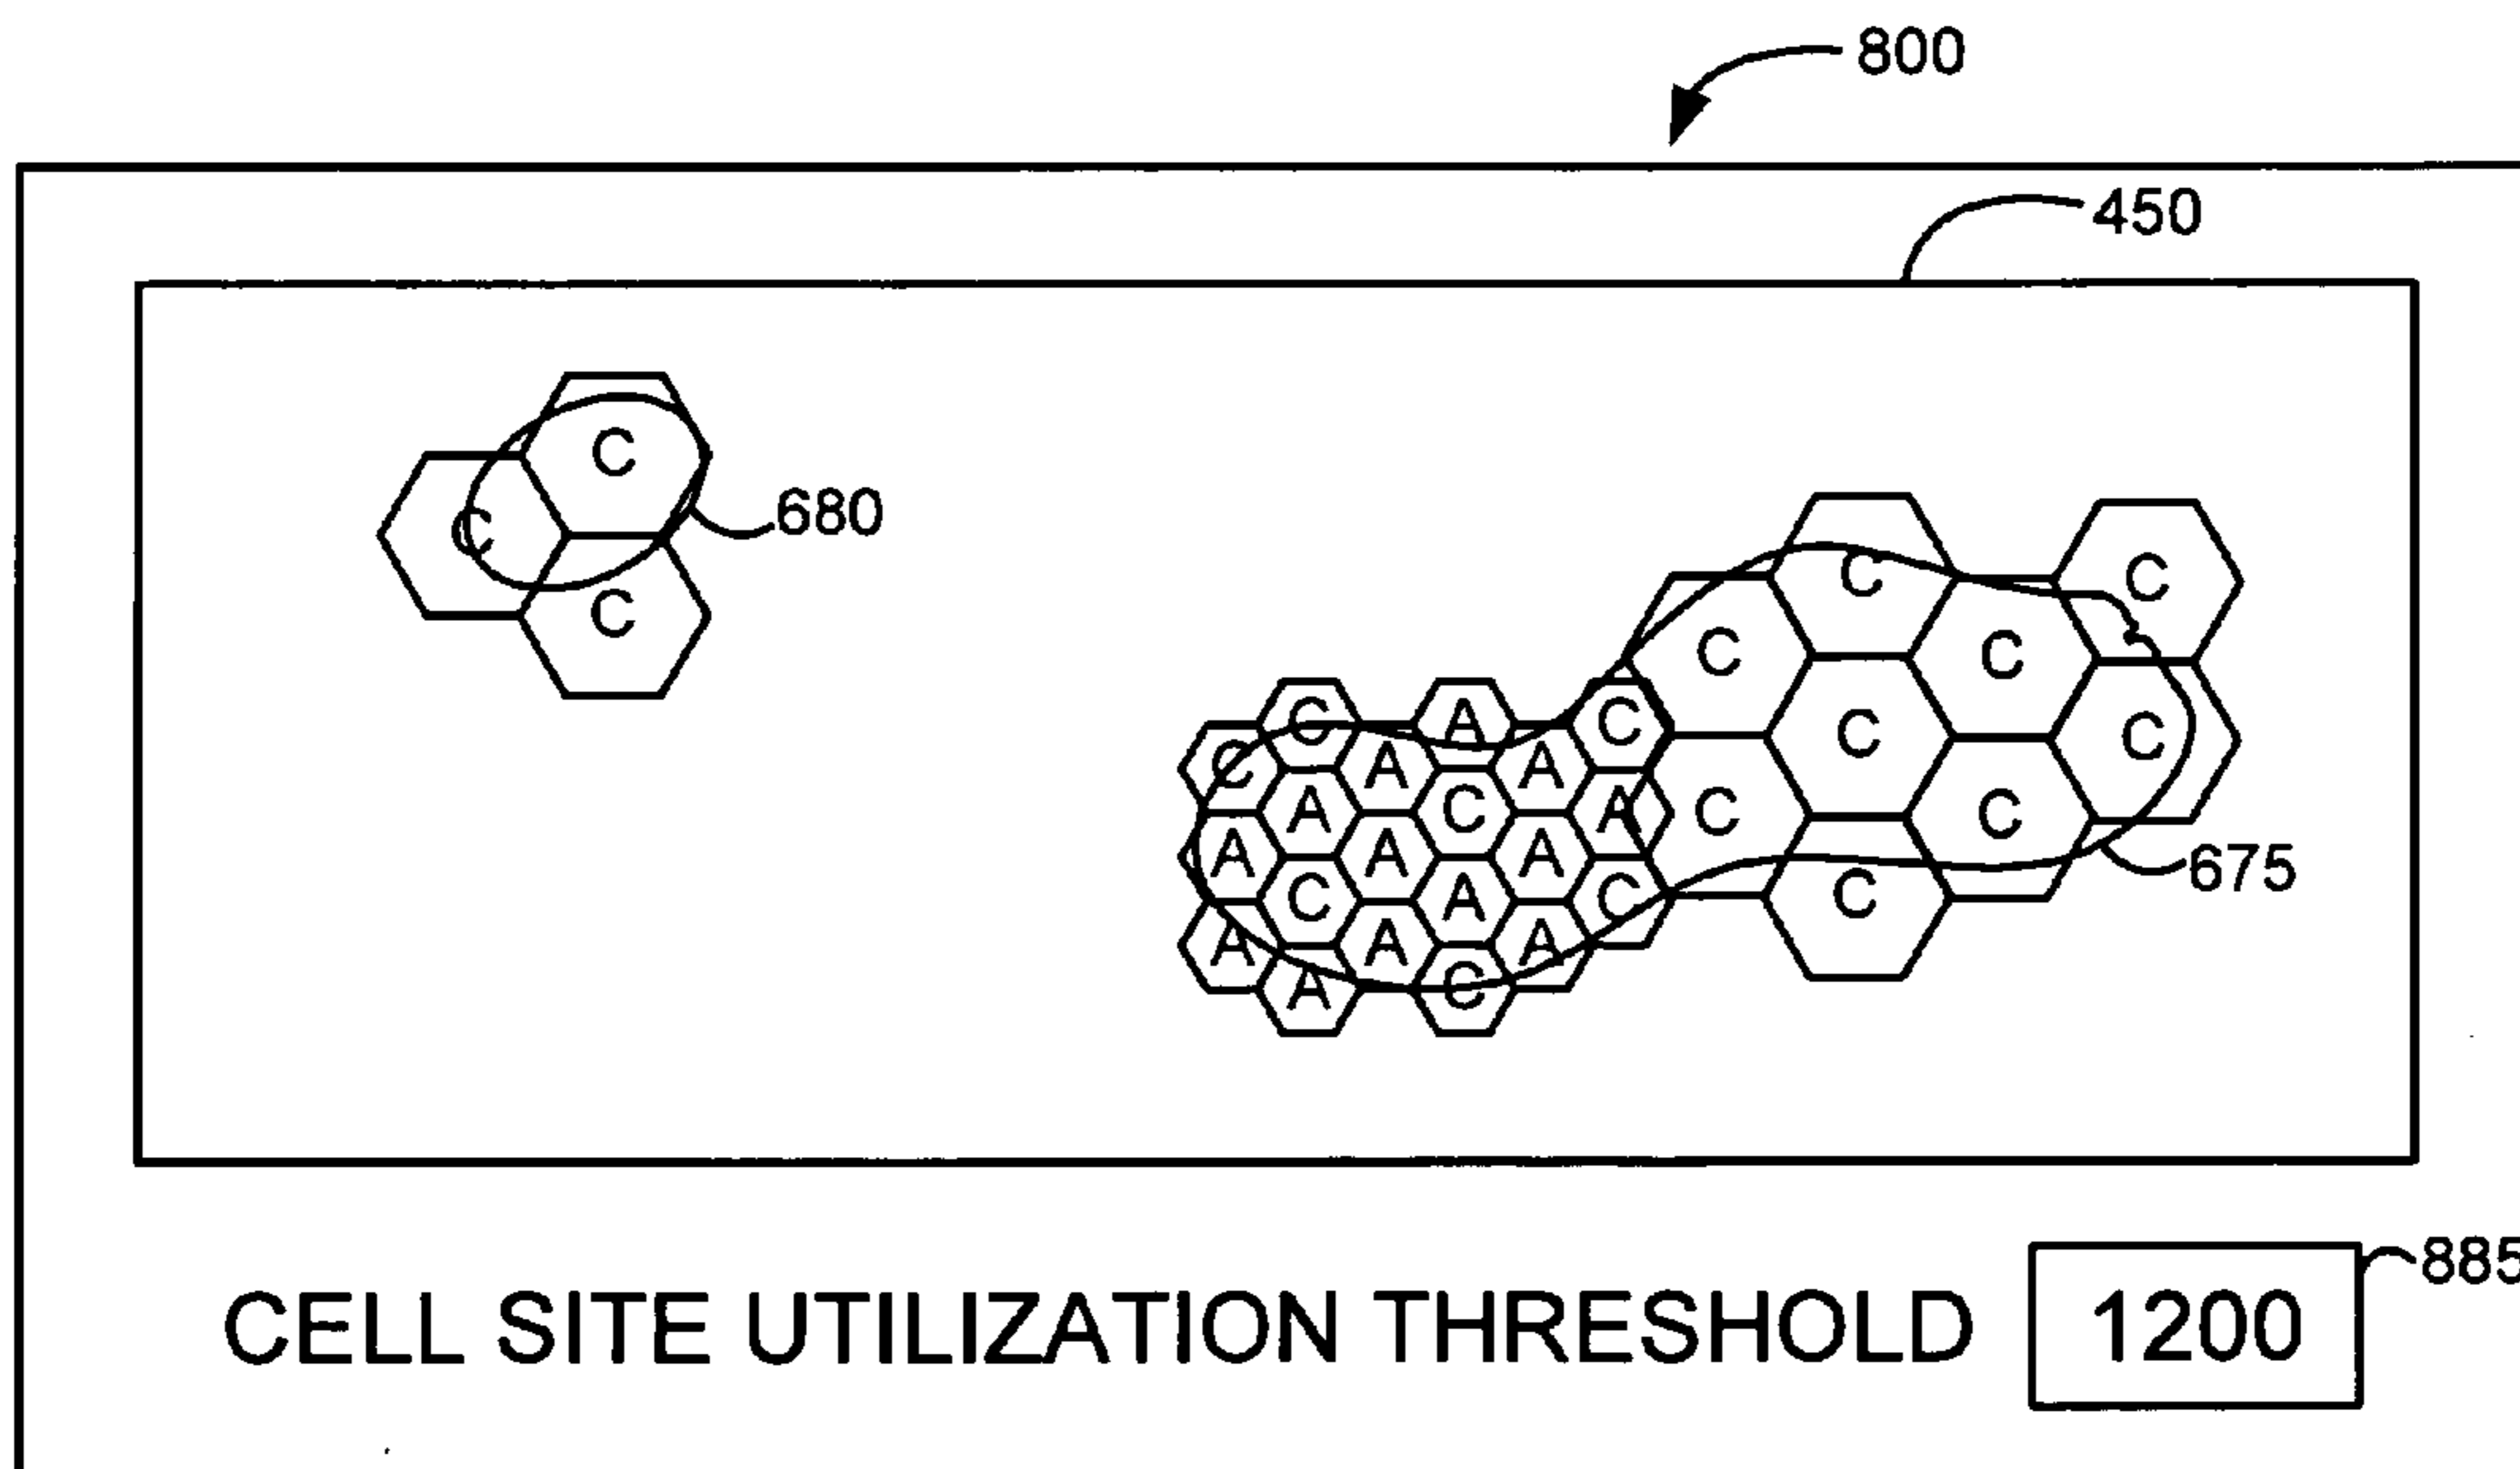 800
450
C
C 680
C C
C
C C
C A C C C
C A A
A C A C C
A A A 675
C A C C
A A A
A C
885
CELL SITE UTILIZATION THRESHOLD 1200